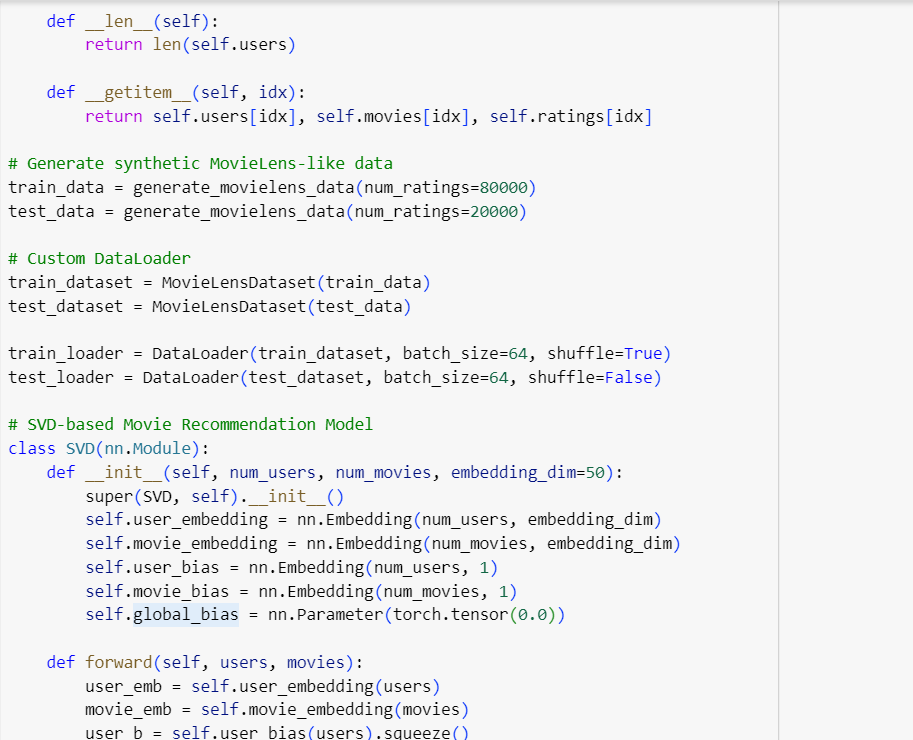 def __len__(self):
        return len(self.users)

    def __getitem__(self, idx):
        return self.users[idx], self.movies[idx], self.ratings[idx]

# Generate synthetic MovieLens-like data
train_data = generate_movielens_data(num_ratings=80000)
test_data = generate_movielens_data(num_ratings=20000)

# Custom DataLoader
train_dataset = MovieLensDataset(train_data)
test_dataset = MovieLensDataset(test_data)

train_loader = DataLoader(train_dataset, batch_size=64, shuffle=True)
test_loader = DataLoader(test_dataset, batch_size=64, shuffle=False)

# SVD-based Movie Recommendation Model
class SVD(nn.Module):
    def __init__(self, num_users, num_movies, embedding_dim=50):
        super(SVD, self).__init__()
        self.user_embedding = nn.Embedding(num_users, embedding_dim)
        self.movie_embedding = nn.Embedding(num_movies, embedding_dim)
        self.user_bias = nn.Embedding(num_users, 1)
        self.movie_bias = nn.Embedding(num_movies, 1)
        self.global_bias = nn.Parameter(torch.tensor(0.0))

    def forward(self, users, movies):
        user_emb = self.user_embedding(users)
        movie_emb = self.movie_embedding(movies)
        user_b = self.user_bias(users).squeeze()